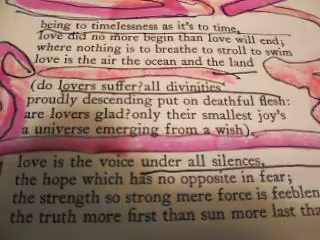 being to timelessness as it's to time,
love did no more begin than love will end;
where nothing is to breathe to stroll to swim
love is the air the ocean and the land
(do lovers suffer?all divinities
proudly descending put on deathful flesh:
are lovers glad?only their smallest joy's
a universe emerging from a wish)
love is the voice under all silences,
the hope which has no opposite in fear;
the strength so strong mere force is feeblen
the truth more first than sun more last tha